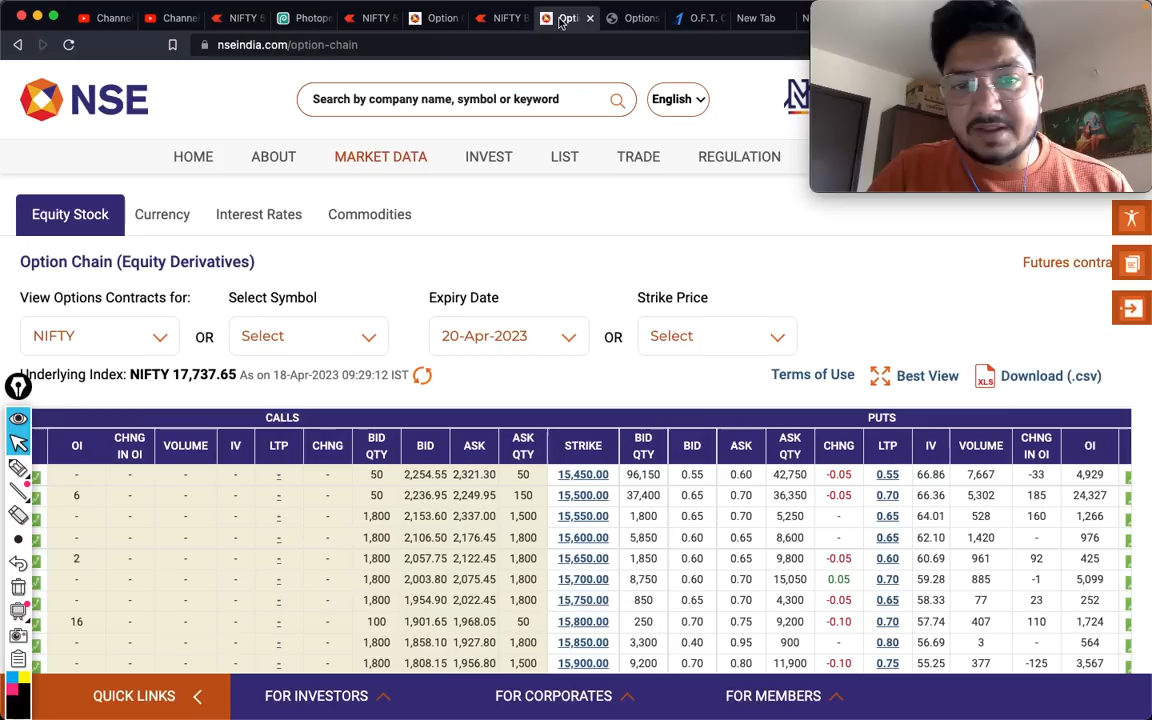 Channel
Channel
NIFTY 5
Photope
NIFTY 5
Option
NIFTY B
Opti
Options
O.F.T.
New Tab
nseindia.com/option-chain
NSE
Search by company name, symbol or keyword
English
HOME ABOUT MARKET DATA INVEST LIST TRADE REGULATION
Equity Stock Currency Interest Rates Commodities
Option Chain (Equity Derivatives)
Futures contra
View Options Contracts for: Select Symbol Expiry Date Strike Price
NIFTY OR Select 20-Apr-2023 OR Select
Underlying Index: NIFTY 17,737.65 As on 18-Apr-2023 09:29:12 IST
Terms of Use Best View XLS Download (.csv)
CALLS PUTS
OI CHNG IN OI VOLUME IV LTP CHNG BID QTY BID ASK ASK QTY STRIKE BID QTY BID ASK ASK QTY CHNG LTP IV VOLUME CHNG IN OI OI
- - - - - - 50 2,254.55 2,321.30 50 15,450.00 96,150 0.55 0.60 42,750 -0.05 0.55 66.86 7,667 -33 4,929
6 - - - - - 50 2,236.95 2,249.95 150 15,500.00 37,400 0.65 0.70 36,350 -0.05 0.70 66.36 5,302 185 24,327
- - - - - - 1,800 2,153.60 2,337.00 1,500 15,550.00 1,800 0.65 0.70 5,250 - 0.65 64.01 528 160 1,266
- - - - - - 1,800 2,106.50 2,176.45 1,800 15,600.00 5,850 0.60 0.65 8,600 - 0.65 62.10 1,420 - 976
2 - - - - - 1,800 2,057.75 2,122.45 1,800 15,650.00 1,850 0.60 0.65 9,800 -0.05 0.60 60.69 961 92 425
- - - - - - 1,800 2,003.80 2,075.45 1,800 15,700.00 8,750 0.60 0.70 15,050 0.05 0.70 59.28 885 -1 5,099
- - - - - - 1,800 1,954.90 2,022.45 1,800 15,750.00 850 0.65 0.70 4,300 -0.05 0.65 58.33 77 23 252
16 - - - - - 100 1,901.65 1,968.05 50 15,800.00 250 0.70 0.75 9,200 -0.10 0.70 57.74 407 110 1,724
- - - - - - 1,800 1,858.10 1,927.80 1,800 15,850.00 3,300 0.40 0.95 900 - 0.80 56.69 3 - 564
- - - - - - 1,800 1,808.15 1,956.80 1,500 15,900.00 9,200 0.70 0.80 11,900 -0.10 0.75 55.25 377 -125 3,567
QUICK LINKS FOR INVESTORS FOR CORPORATES FOR MEMBERS